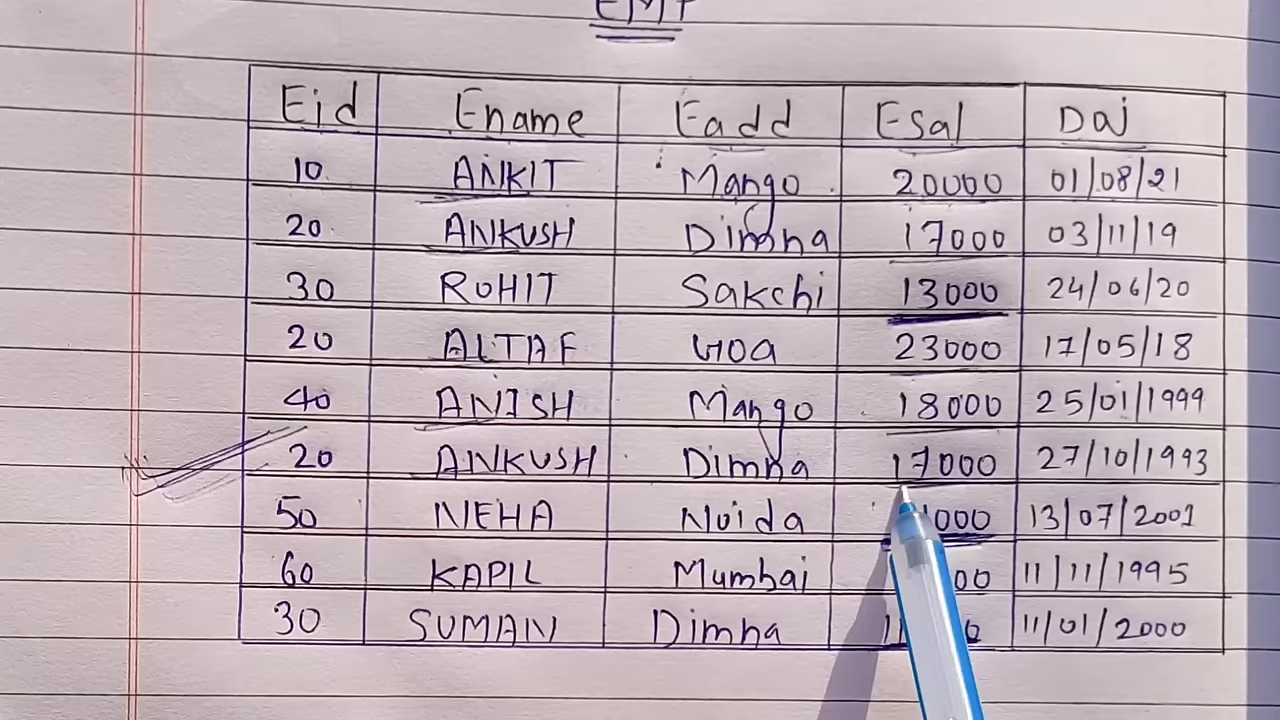 EMP
Eid Ename Eadd Esal Doj
10 ANKIT Mango 20000 01/08/21
20 ANKUSH Dimna 17000 03/11/19
30 ROHIT Sakchi 13000 24/06/20
20 ALTAF Goa 23000 17/05/18
40 ANISH Mango 18000 25/01/1999
20 ANKUSH Dimna 17000 27/10/1993
50 NEHA Noida 13/07/2001
60 KAPIL Mumbai 11/11/1995
30 SUMAN Dimna 11/01/2000